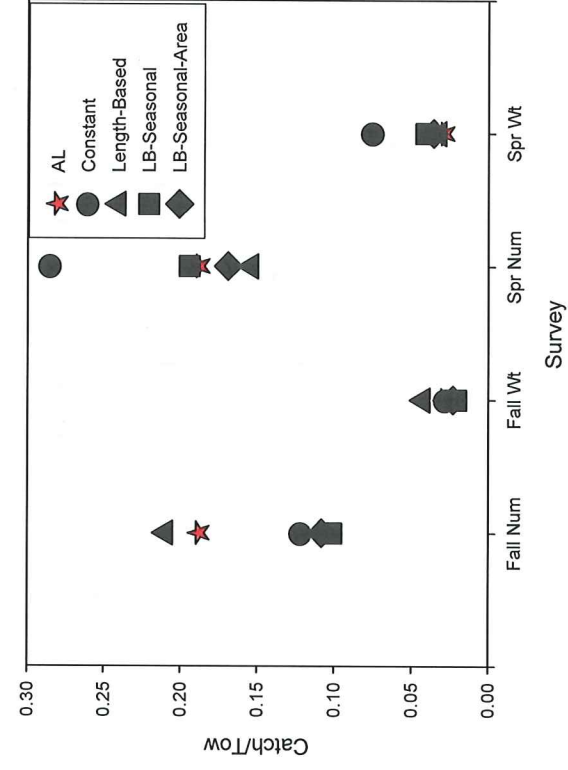 AL
Constant
Length-Based
LB-Seasonal
LB-Seasonal-Area
0.30
0.25
0.20
0.15
0.10
0.05
0.00
Catch/Tow
Fall Num
Fall Wt
Spr Num
Spr Wt
Survey